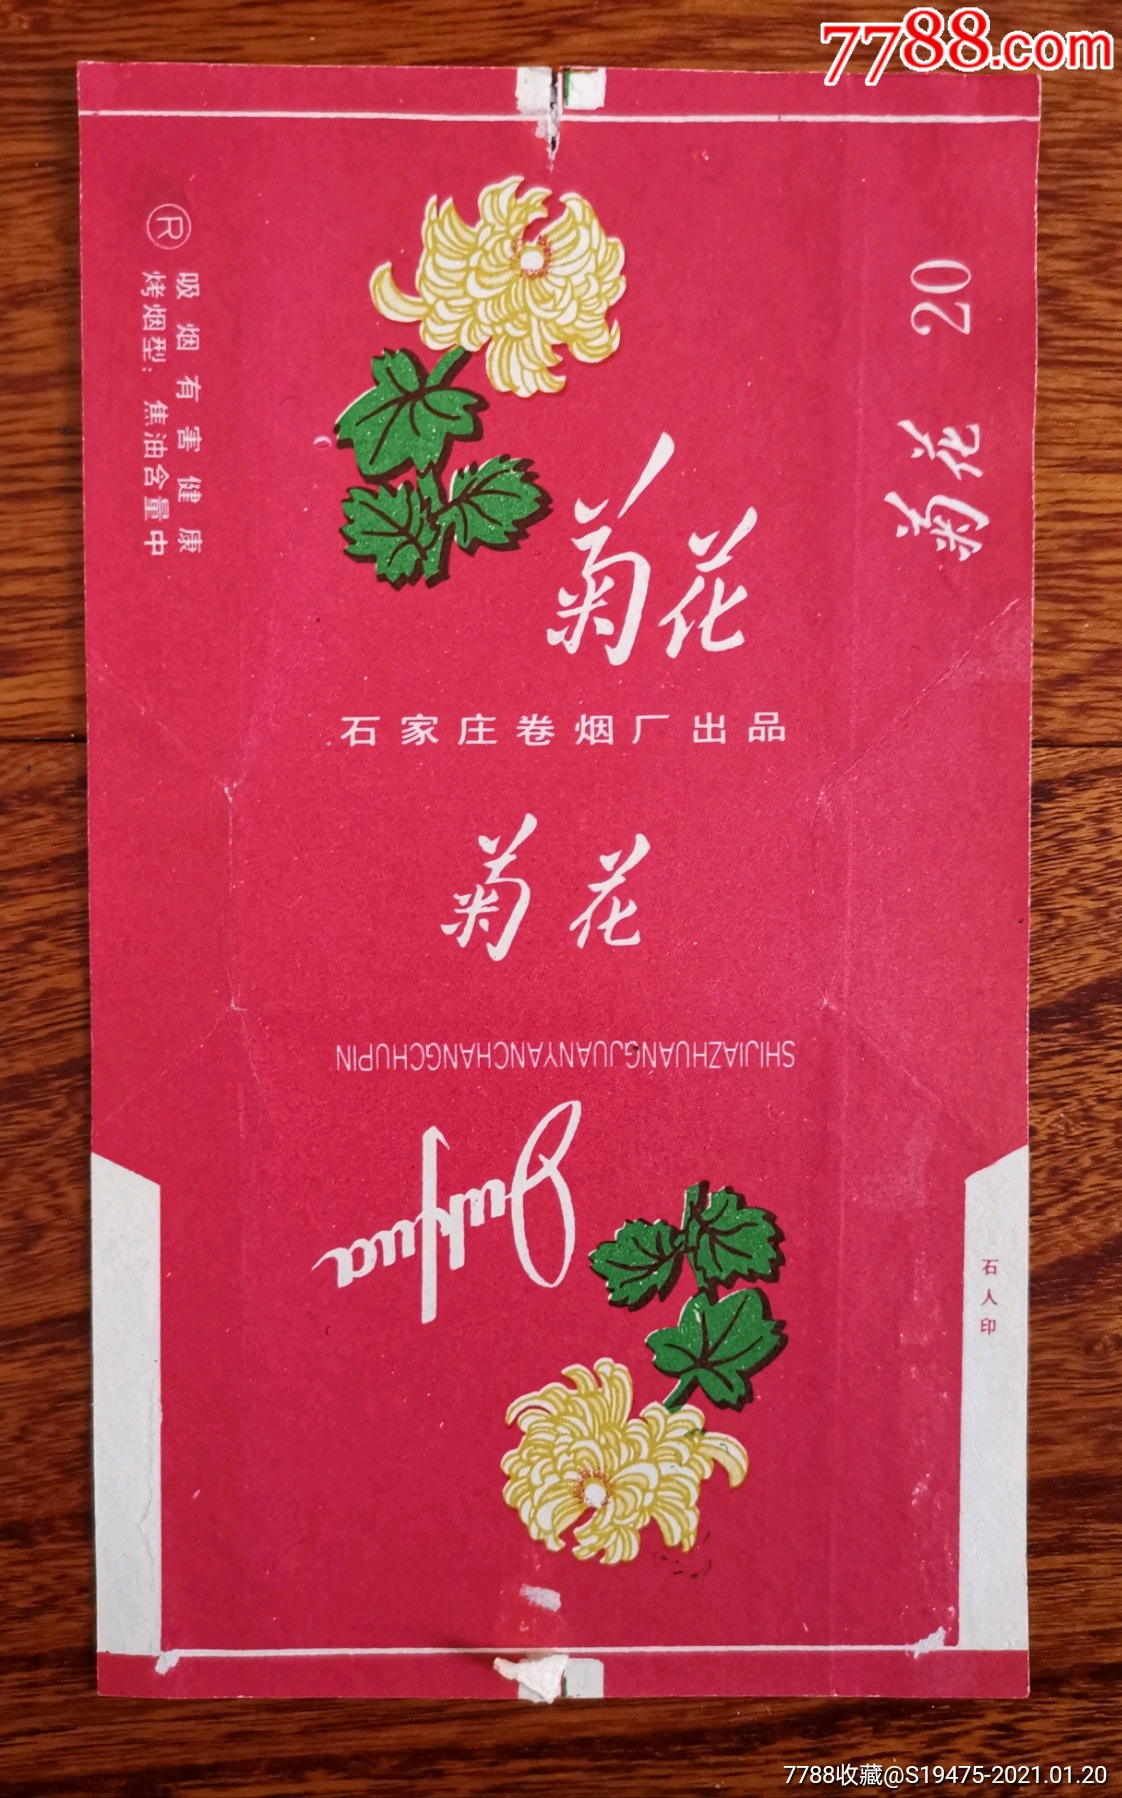 7788.com
Ⓡ
吸烟有害健康
烤烟型：焦油含量中
20
菊花
菊花
石家庄卷烟厂出品
菊花
SHIJIAZHUANGJUANYANCHANGCHUPIN
JuHua
石人印
7788收藏@S19475-2021.01.20